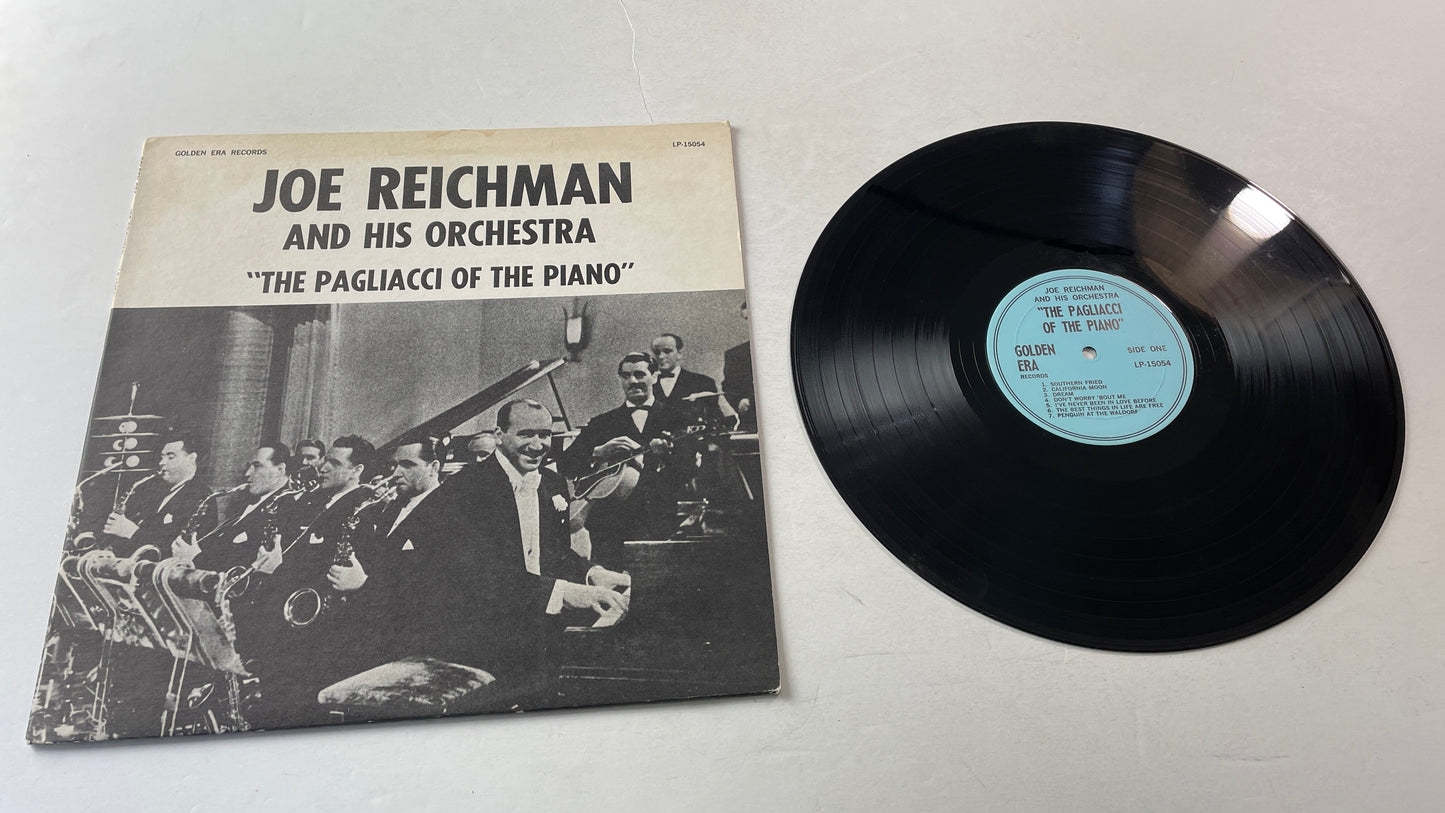 GOLDEN ERA RECORDS
LP-15054
JOE REICHMAN
AND HIS ORCHESTRA
"THE PAGLIACCI OF THE PIANO"
JOE REICHMAN
AND HIS ORCHESTRA
"THE PAGLIACCI
OF THE PIANO"
GOLDEN
ERA
RECORDS
SIDE ONE
LP-15054
1. SOUTHERN FRIED
2. CALIFORNIA MOON
3. DREAM
4. DON'T WORRY 'BOUT ME
5. I'VE NEVER BEEN IN LOVE BEFORE
6. THE BEST THINGS IN LIFE ARE FREE
7. PENGUIN AT THE WALDORF